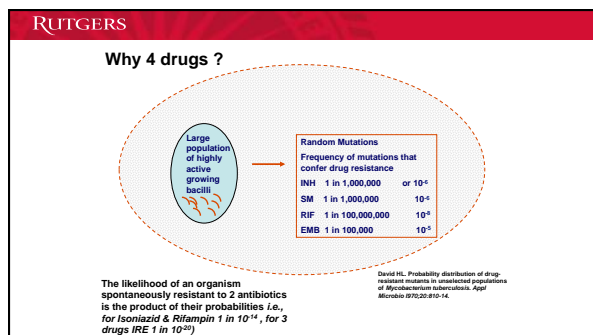 RUTGERS
Why 4 drugs ?
Large
population
of highly
active
growing
bacilli
Random Mutations
Frequency of mutations that
confer drug resistance
INH 1 in 1,000,000 or 10⁻⁶
SM 1 in 1,000,000 10⁻⁶
RIF 1 in 100,000,000 10⁻⁸
EMB 1 in 100,000 10⁻⁵
The likelihood of an organism
spontaneously resistant to 2 antibiotics
is the product of their probabilities i.e.,
for Isoniazid & Rifampin 1 in 10⁻¹⁴ , for 3
drugs IRE 1 in 10⁻²⁰)
David HL. Probability distribution of drug-
resistant mutants in unselected populations
of Mycobacterium tuberculosis. Appl
Microbio l970;20:810-14.